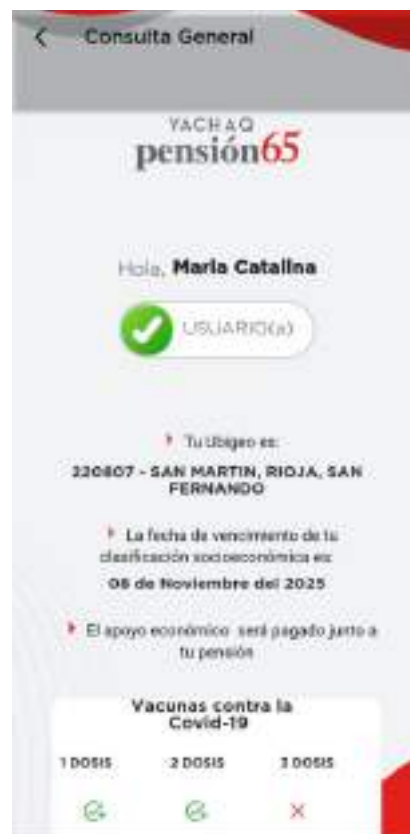 Consulta General
YACHAQ
pensión65
Hola, Maria Catalina
USUARIO(a)
Tu Ubigeo es:
220807 - SAN MARTIN, RIOJA, SAN
FERNANDO
La fecha de vencimiento de tu
clasificación socioeconómica es:
08 de Noviembre del 2025
El apoyo económico será pagado junto a
tu pensión
Vacunas contra la
Covid-19
1 DOSIS 2 DOSIS 3 DOSIS